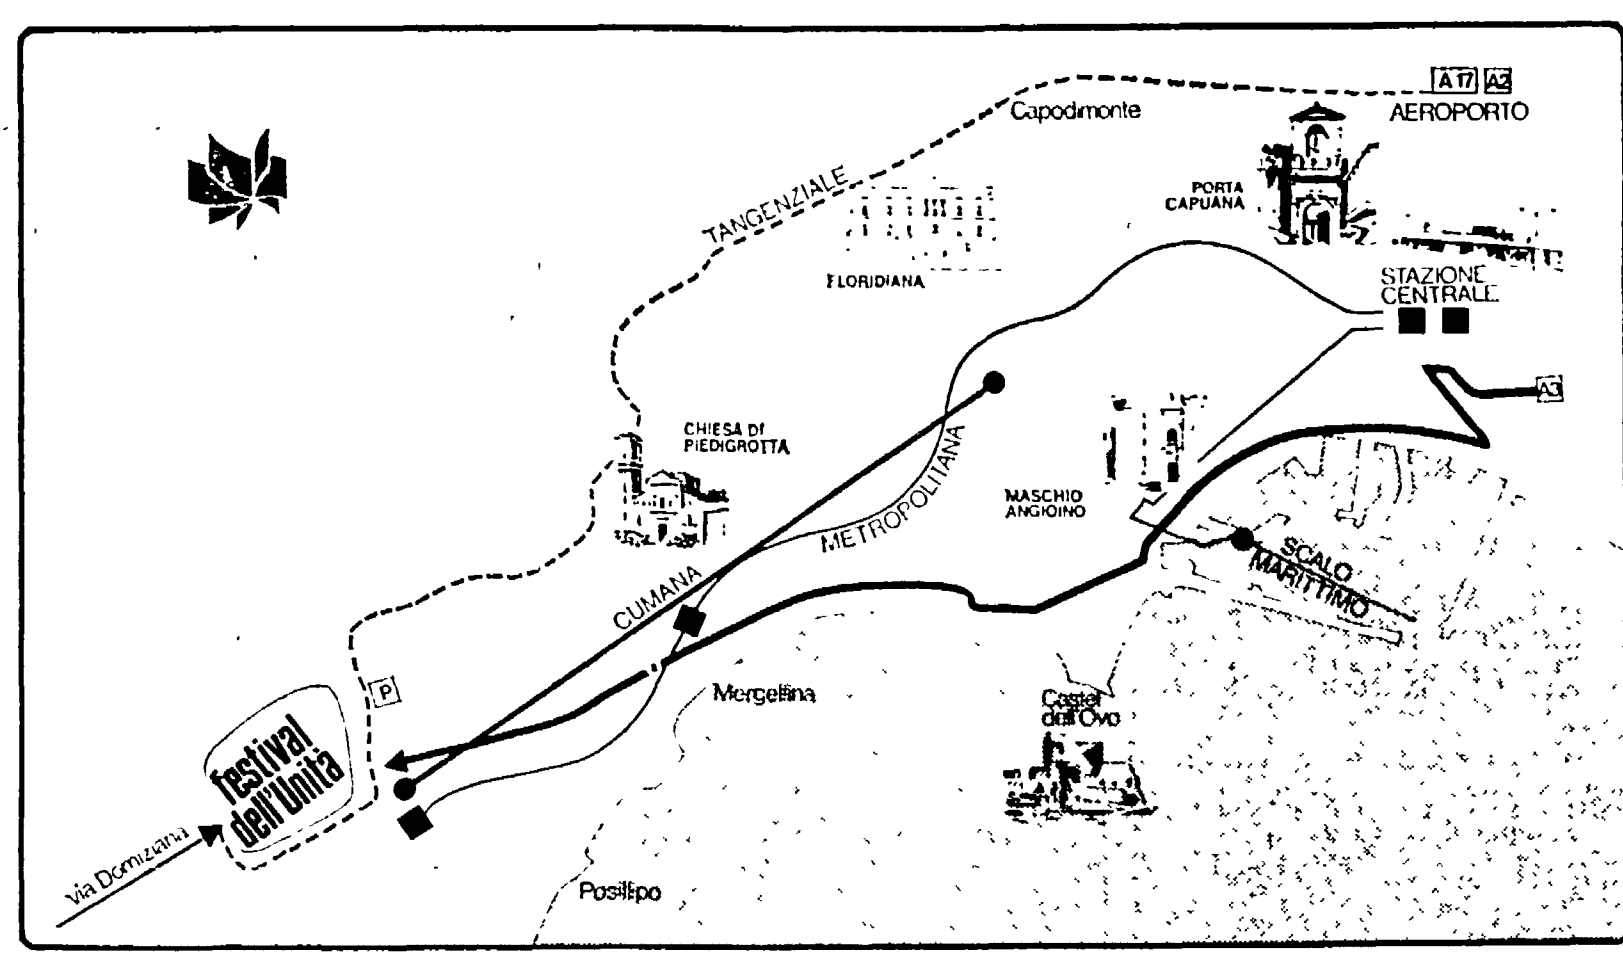 A17 A2
AEROPORTO
Capodimonte
PORTA
CAPUANA
TANGENZIALE
FLORIDIANA
STAZIONE
CENTRALE
A3
CHIESA DI
PIEDIGROTTA
METROPOLITANA
MASCHIO
ANGIOINO
SCALO
MARITTIMO
CUMANA
P
Mergellina
Castel
dell'Ovo
festival
dell'Unità
Via Domiziana
Posillipo